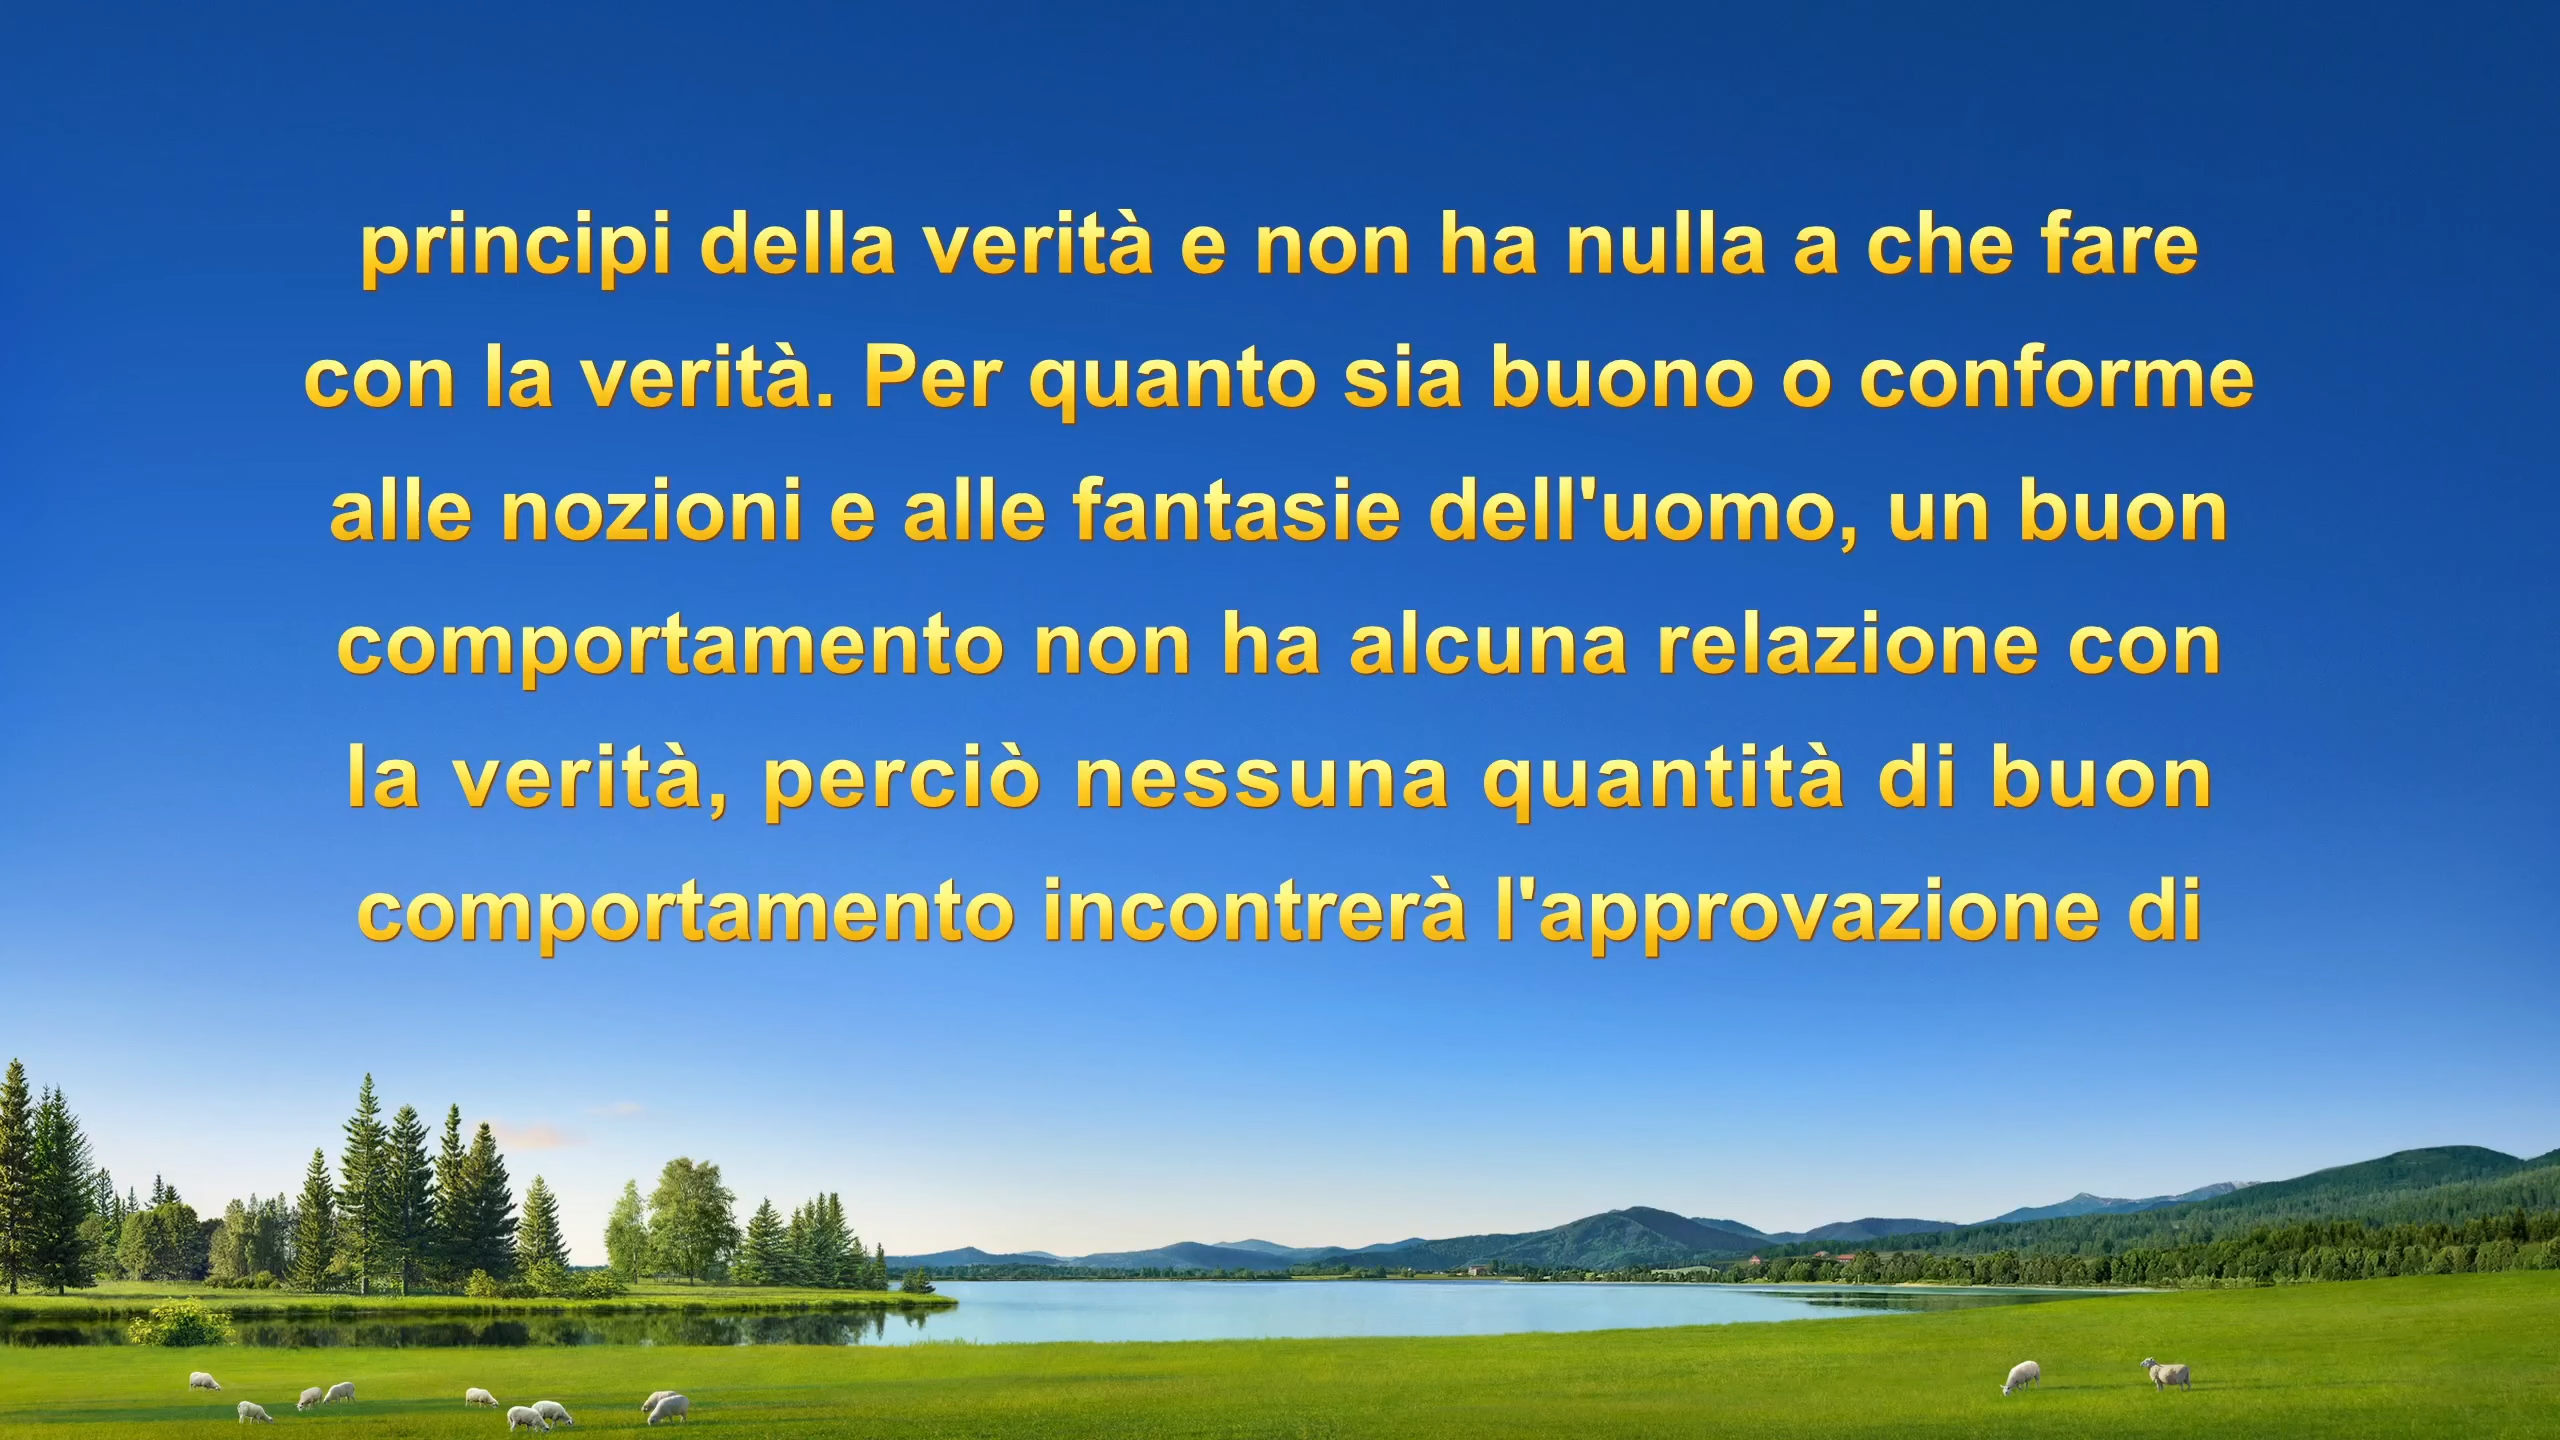 principi della verità e non ha nulla a che fare
con la verità. Per quanto sia buono o conforme
alle nozioni e alle fantasie dell'uomo, un buon
comportamento non ha alcuna relazione con
la verità, perciò nessuna quantità di buon
comportamento incontrerà l'approvazione di